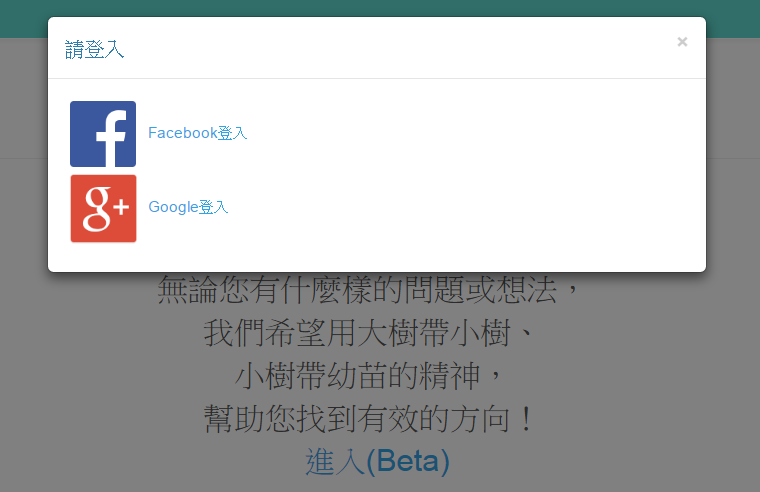 請登入
×
f
Facebook登入
g+
Google登入
無論您有什麼樣的問題或想法，
我們希望用大樹帶小樹、
小樹帶幼苗的精神，
幫助您找到有效的方向！
進入(Beta)